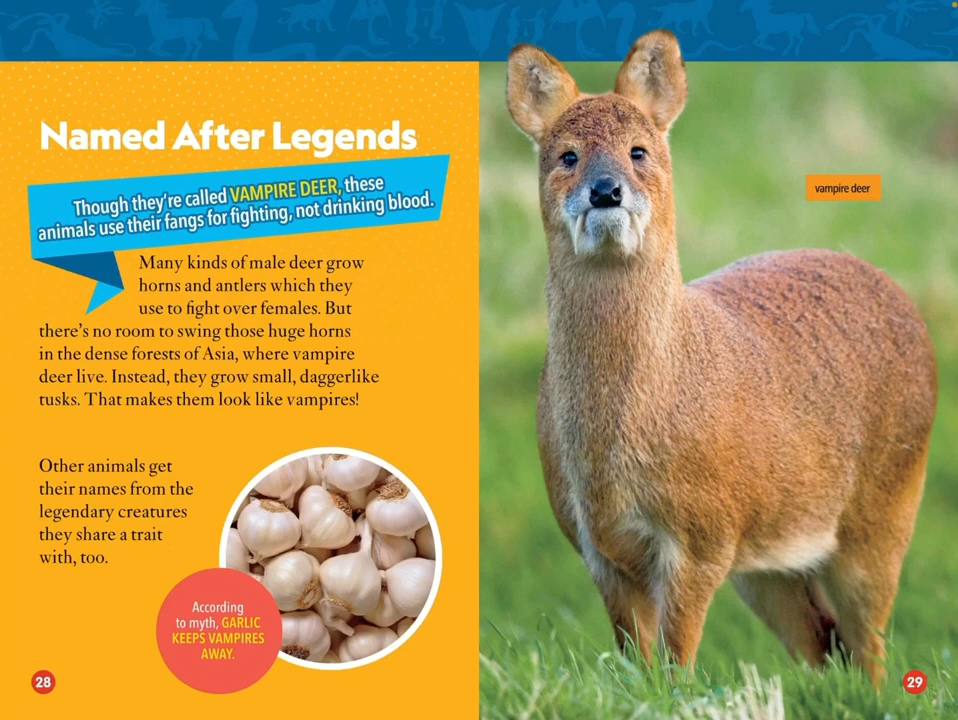 Named After Legends
Though they're called VAMPIRE DEER, these
animals use their fangs for fighting, not drinking blood.
Many kinds of male deer grow
horns and antlers which they
use to fight over females. But
there's no room to swing those huge horns
in the dense forests of Asia, where vampire
deer live. Instead, they grow small, daggerlike
tusks. That makes them look like vampires!
Other animals get
their names from the
legendary creatures
they share a trait
with, too.
According
to myth, GARLIC
KEEPS VAMPIRES
AWAY.
28
vampire deer
29